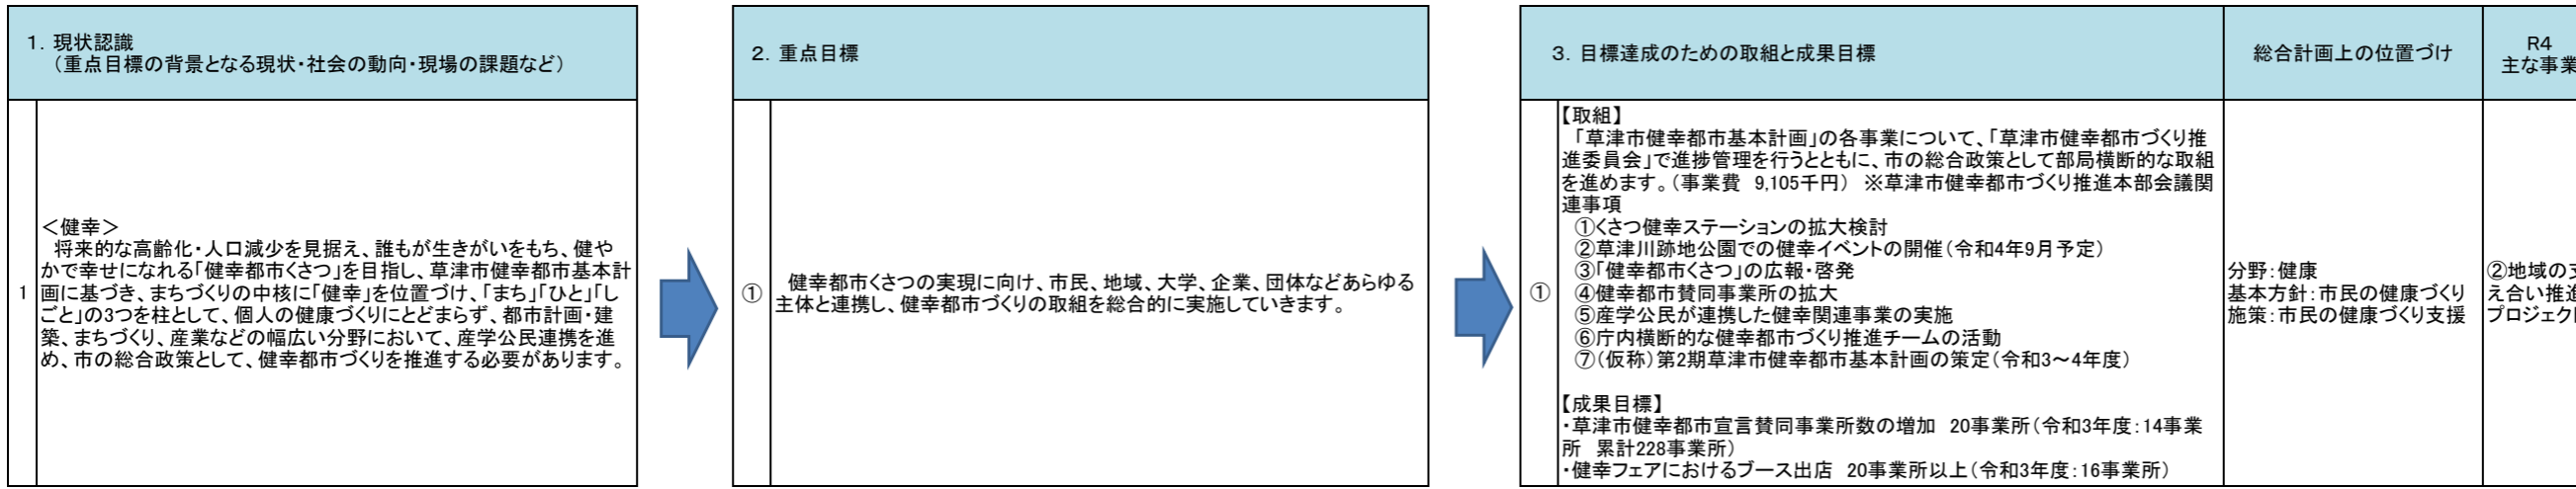 1. 現状認識
（重点目標の背景となる現状・社会の動向・現場の課題など）
2. 重点目標
3. 目標達成のための取組と成果目標
総合計画上の位置づけ
R4
主な事業
1
＜健幸＞
将来的な高齢化・人口減少を見据え、誰もが生きがいをもち、健や
かで幸せになれる「健幸都市くさつ」を目指し、草津市健幸都市基本計
画に基づき、まちづくりの中核に「健幸」を位置づけ、「まち」「ひと」「し
ごと」の3つを柱として、個人の健康づくりにとどまらず、都市計画・建
築、まちづくり、産業などの幅広い分野において、産学公民連携を進
め、市の総合政策として、健幸都市づくりを推進する必要があります。
①
健幸都市くさつの実現に向け、市民、地域、大学、企業、団体などあらゆる
主体と連携し、健幸都市づくりの取組を総合的に実施していきます。
①
【取組】
「草津市健幸都市基本計画」の各事業について、「草津市健幸都市づくり推
進委員会」で進捗管理を行うとともに、市の総合政策として部局横断的な取組
を進めます。（事業費 9,105千円） ※草津市健幸都市づくり推進本部会議関
連事項
①くさつ健幸ステーションの拡大検討
②草津川跡地公園での健幸イベントの開催（令和4年9月予定）
③「健幸都市くさつ」の広報・啓発
④健幸都市賛同事業所の拡大
⑤産学公民が連携した健幸関連事業の実施
⑥庁内横断的な健幸都市づくり推進チームの活動
⑦（仮称）第2期草津市健幸都市基本計画の策定（令和3～4年度）
【成果目標】
・草津市健幸都市宣言賛同事業所数の増加 20事業所（令和3年度：14事業
所 累計228事業所）
・健幸フェアにおけるブース出店 20事業所以上（令和3年度：16事業所）
分野：健康
基本方針：市民の健康づくり
施策：市民の健康づくり支援
②地域の支
え合い推進
プロジェクト